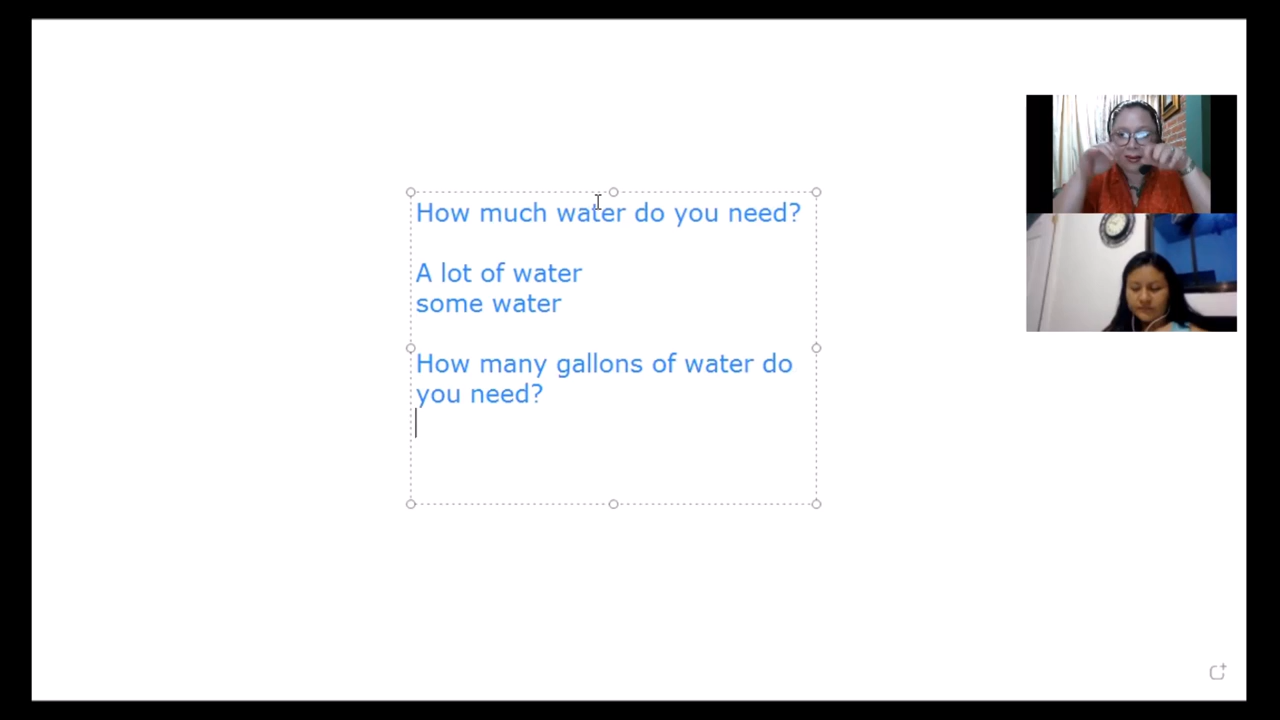 How much water do you need?
A lot of water
some water
How many gallons of water do
you need?